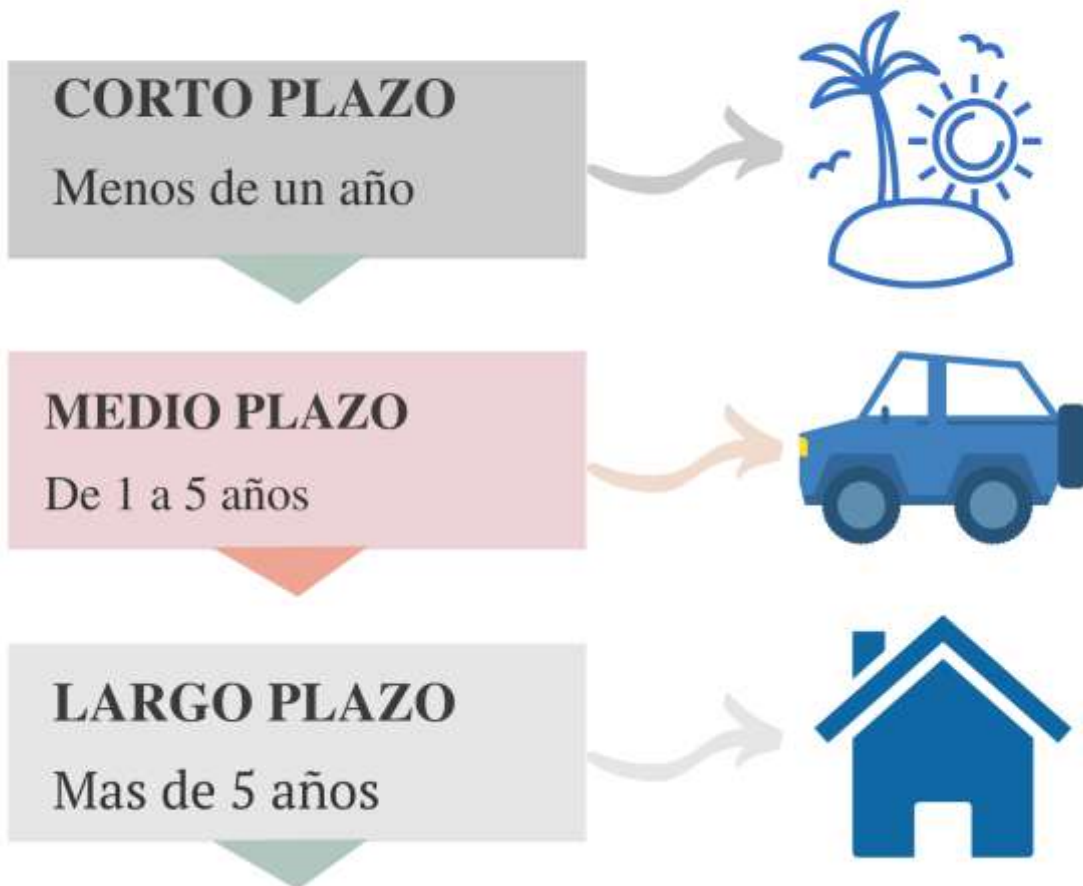 CORTO PLAZO
Menos de un año
MEDIO PLAZO
De 1 a 5 años
LARGO PLAZO
Mas de 5 años